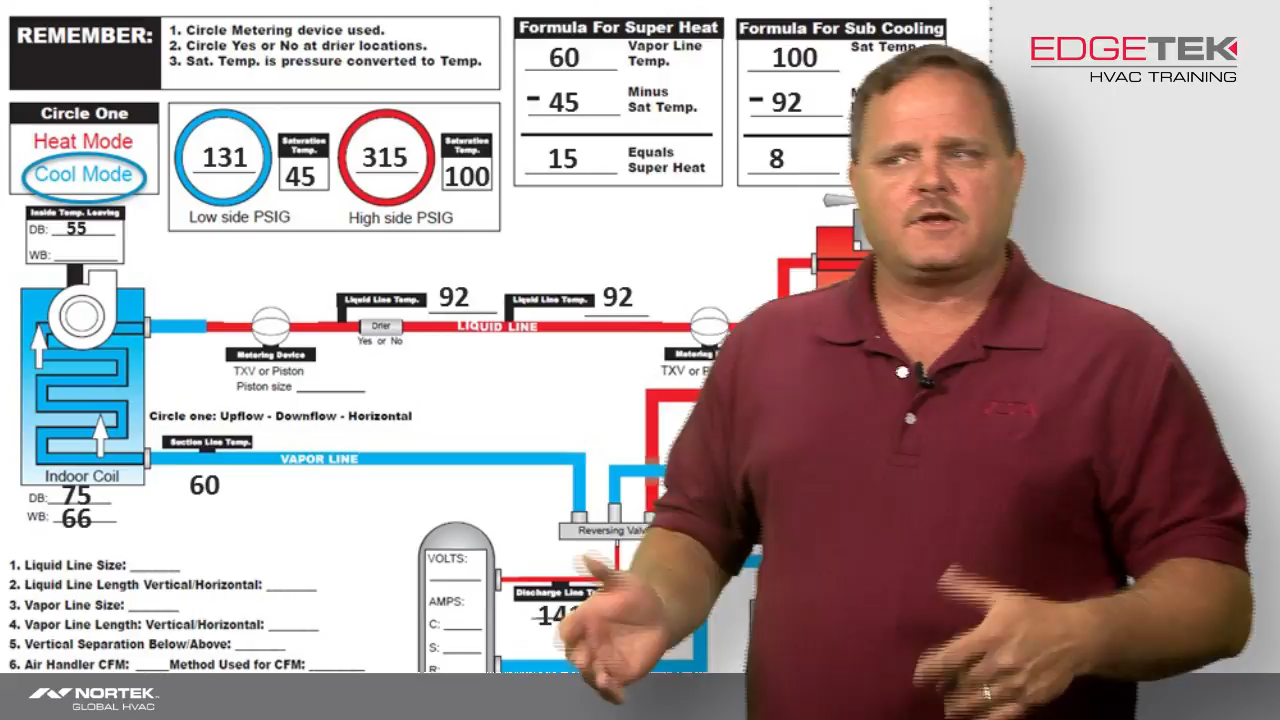 REMEMBER:
1. Circle Metering device used.
2. Circle Yes or No at drier locations.
3. Sat. Temp. is pressure converted to Temp.
Formula For Super Heat
60 Vapor Line Temp.
- 45 Minus Sat Temp.
15 Equals Super Heat
Formula For Sub Cooling
100 Sat Temp.
- 92
8
EDGETEK
HVAC TRAINING
Circle One
Heat Mode
Cool Mode
131
Saturation Temp.
45
Low side PSIG
315
Saturation Temp.
100
High side PSIG
Inside Temp. Leaving
DB: 55
WB:
Liquid Line Temp. 92
Liquid Line Temp. 92
Drier
Yes or No
LIQUID LINE
Metering Device
TXV or Piston
Piston size
Metering
TXV or
Circle one: Upflow - Downflow - Horizontal
Suction Line Temp.
60
VAPOR LINE
Indoor Coil
DB: 75
WB: 66
Reversing
VOLTS:
AMPS:
C:
S:
R:
Discharge Line
1. Liquid Line Size:
2. Liquid Line Length Vertical/Horizontal:
3. Vapor Line Size:
4. Vapor Line Length: Vertical/Horizontal:
5. Vertical Separation Below/Above:
6. Air Handler CFM: Method Used for CFM:
NORTEK
GLOBAL HVAC